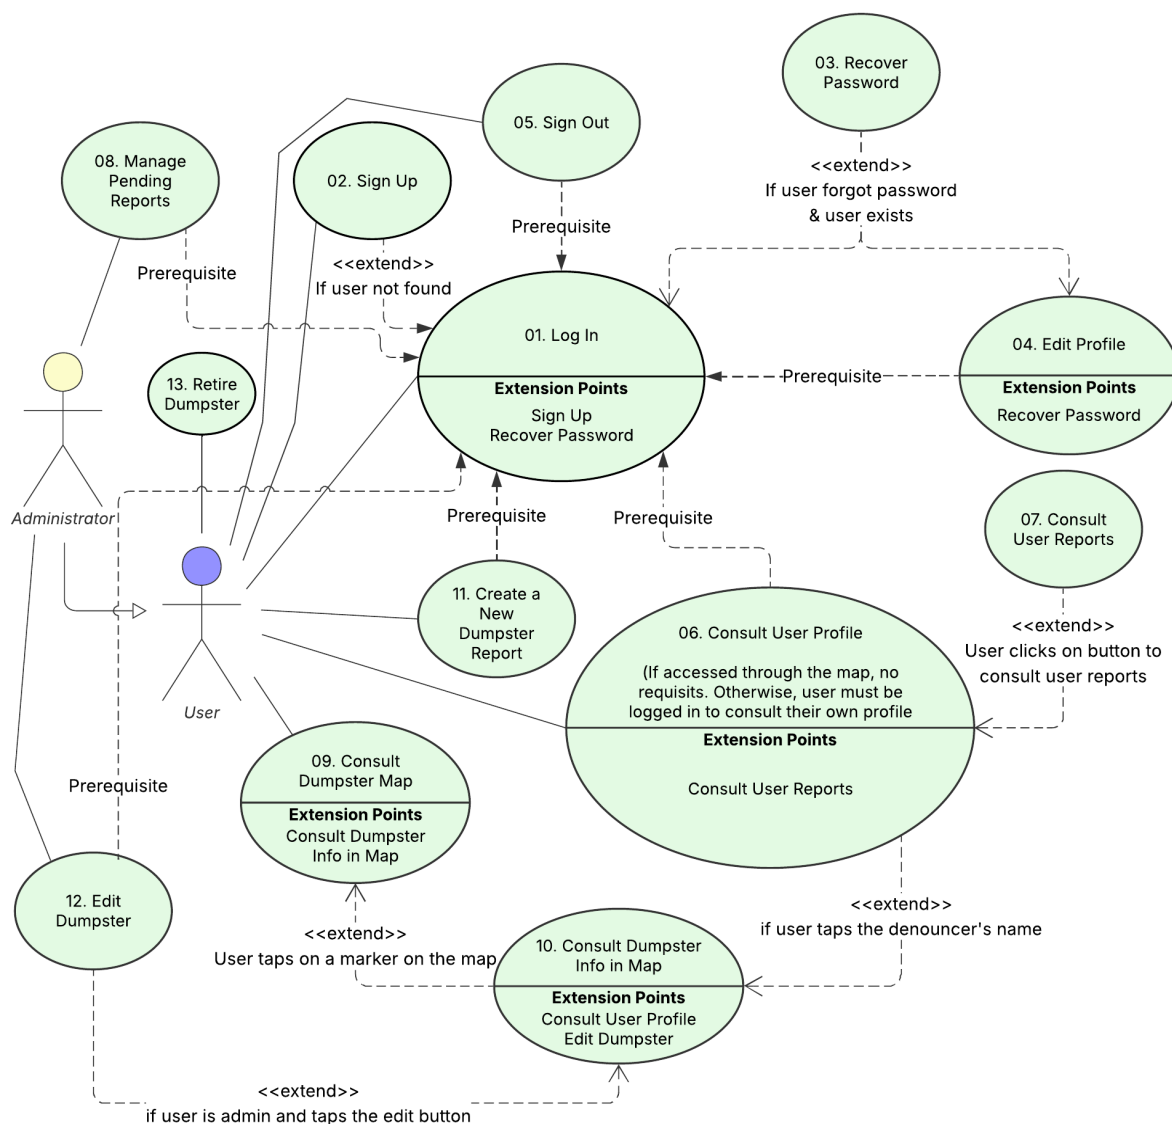 03. Recover
Password
05. Sign Out
08. Manage
Pending
Reports
02. Sign Up
<<extend>>
If user forgot password
& user exists
Prerequisite
<<extend>>
If user not found
Prerequisite
01. Log In
Extension Points
Sign Up
Recover Password
04. Edit Profile
Extension Points
Recover Password
Prerequisite
13. Retire
Dumpster
Administrator
Prerequisite
Prerequisite
07. Consult
User Reports
11. Create a
New
Dumpster
Report
<<extend>>
User clicks on button to
consult user reports
06. Consult User Profile
(If accessed through the map, no
requisits. Otherwise, user must be
logged in to consult their own profile
Extension Points
Consult User Reports
User
09. Consult
Dumpster Map
Extension Points
Consult Dumpster
Info in Map
Prerequisite
12. Edit
Dumpster
<<extend>>
User taps on a marker on the map
<<extend>>
if user taps the denouncer's name
10. Consult Dumpster
Info in Map
Extension Points
Consult User Profile
Edit Dumpster
<<extend>>
if user is admin and taps the edit button